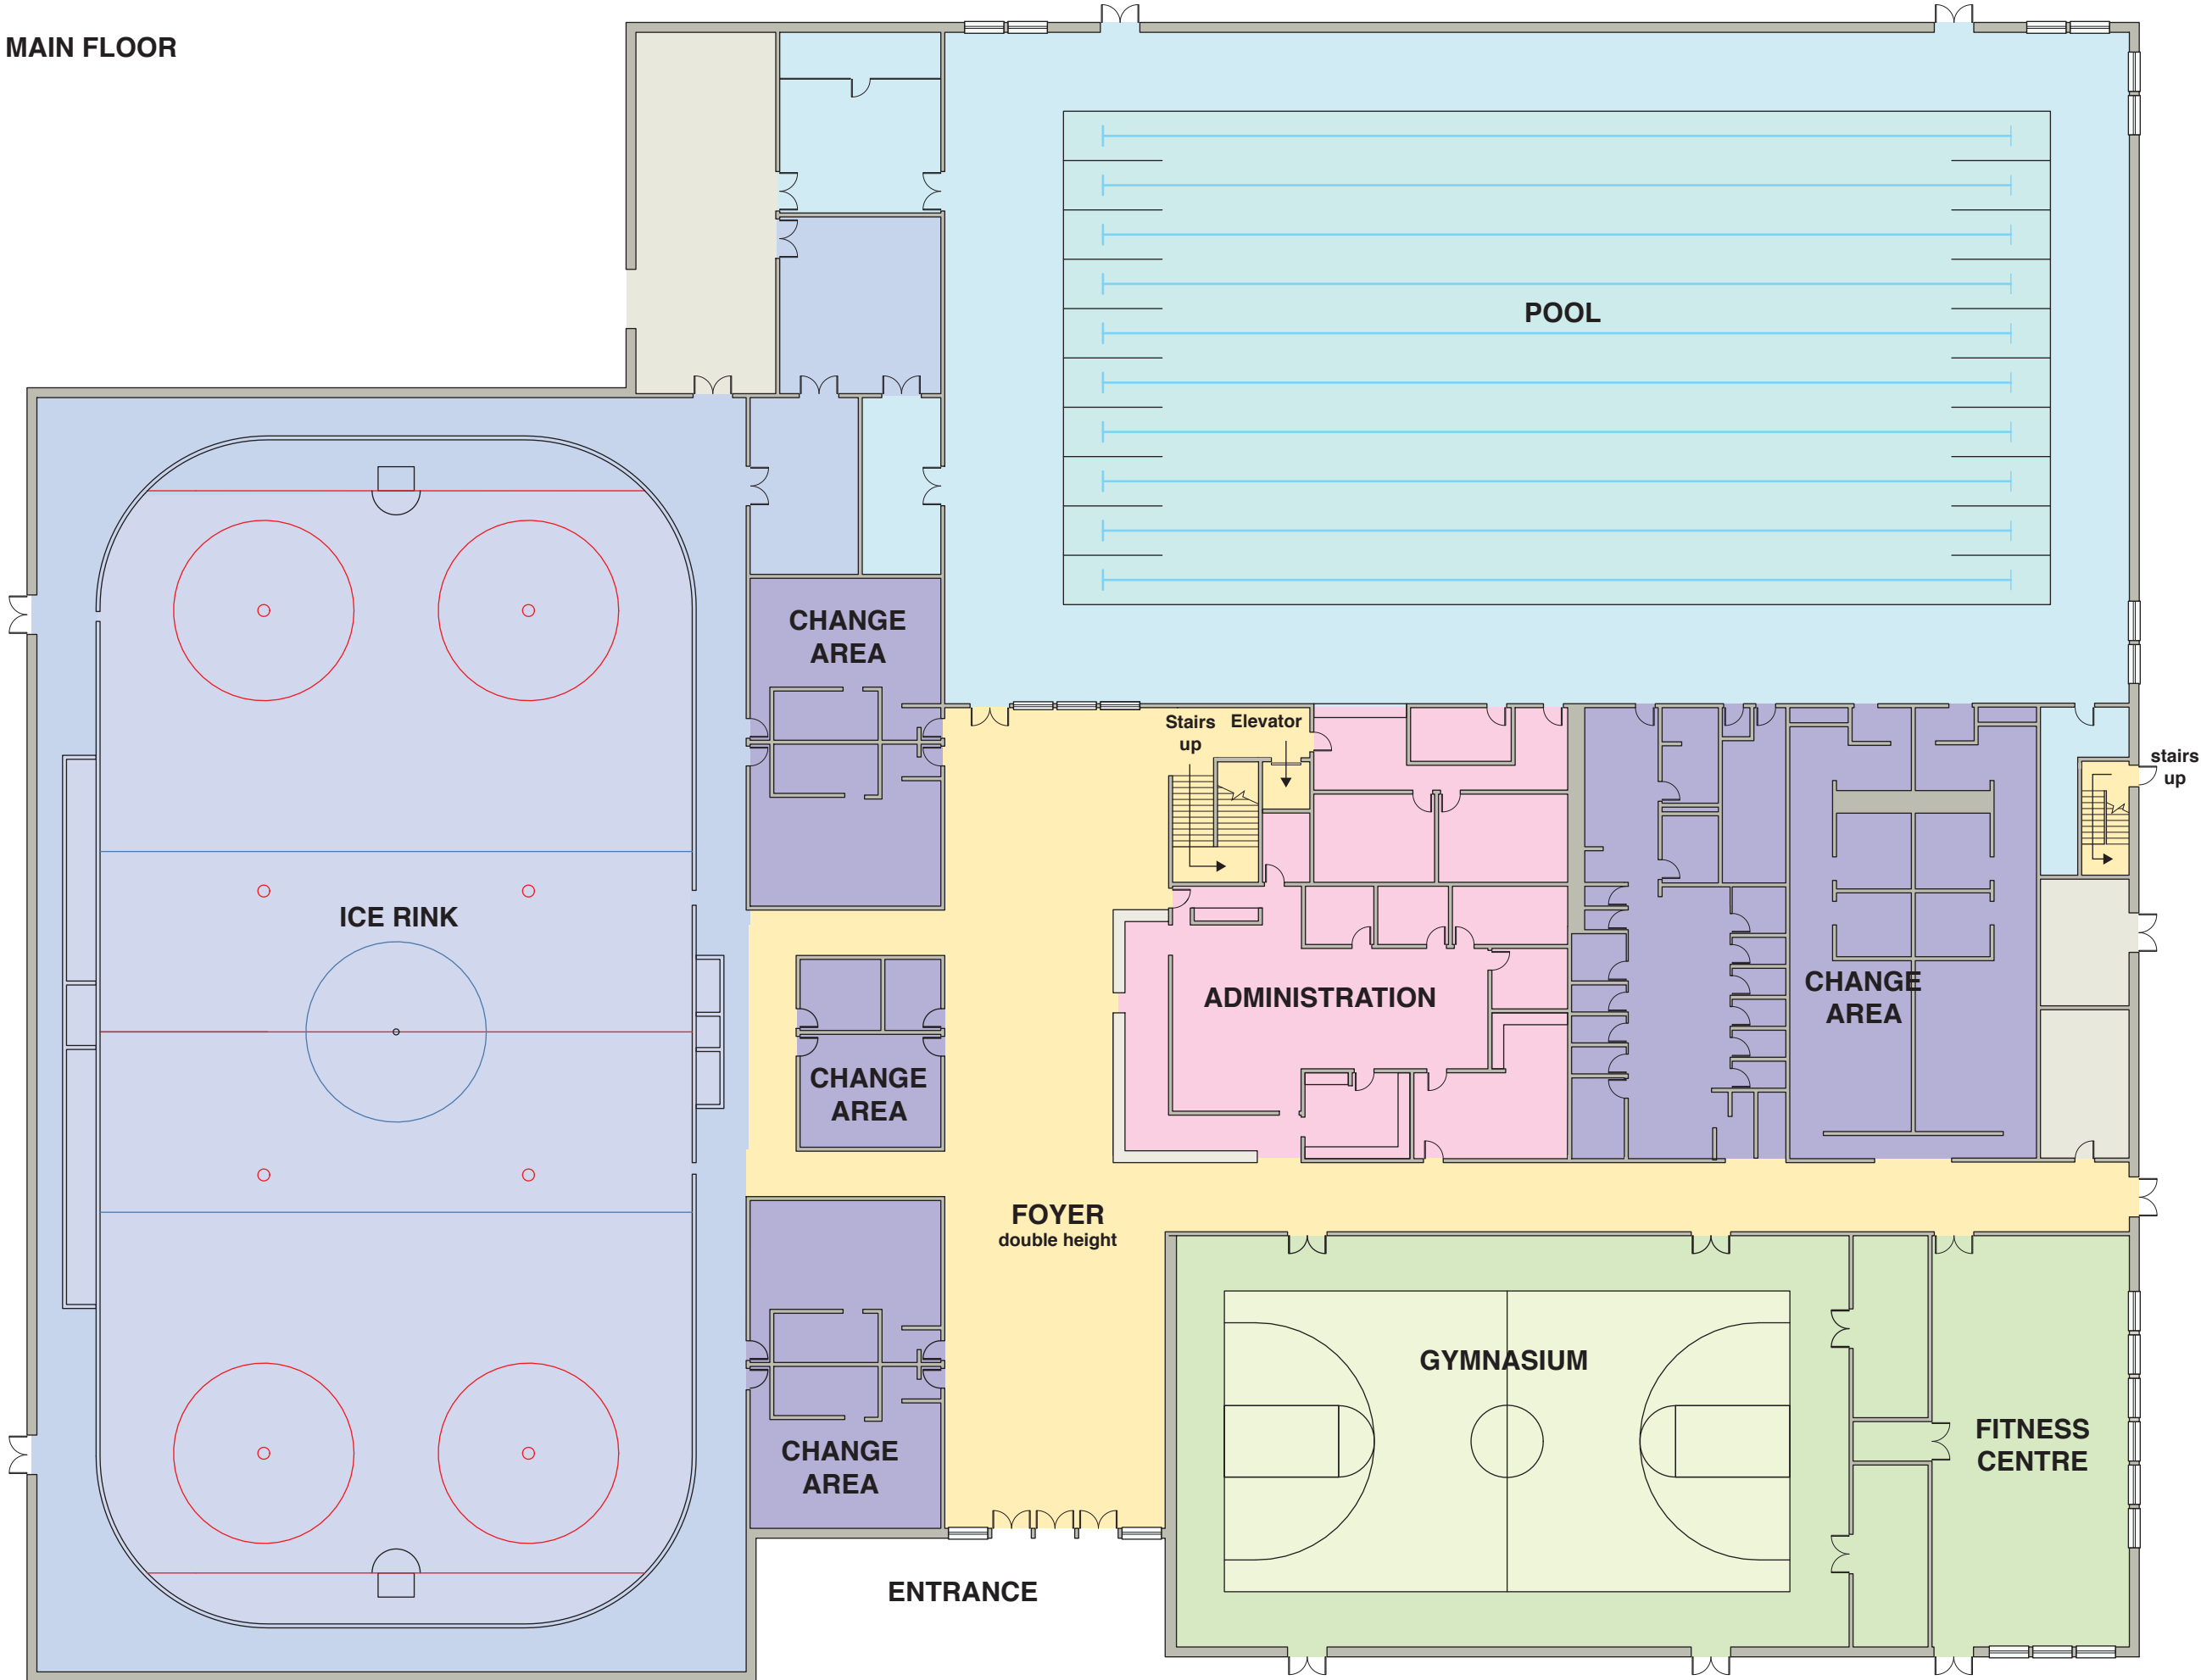 MAIN FLOOR
POOL
CHANGE
AREA
Stairs
up
Elevator
stairs
up
ICE RINK
ADMINISTRATION
CHANGE
AREA
CHANGE
AREA
FOYER
double height
GYMNASIUM
FITNESS
CENTRE
CHANGE
AREA
ENTRANCE